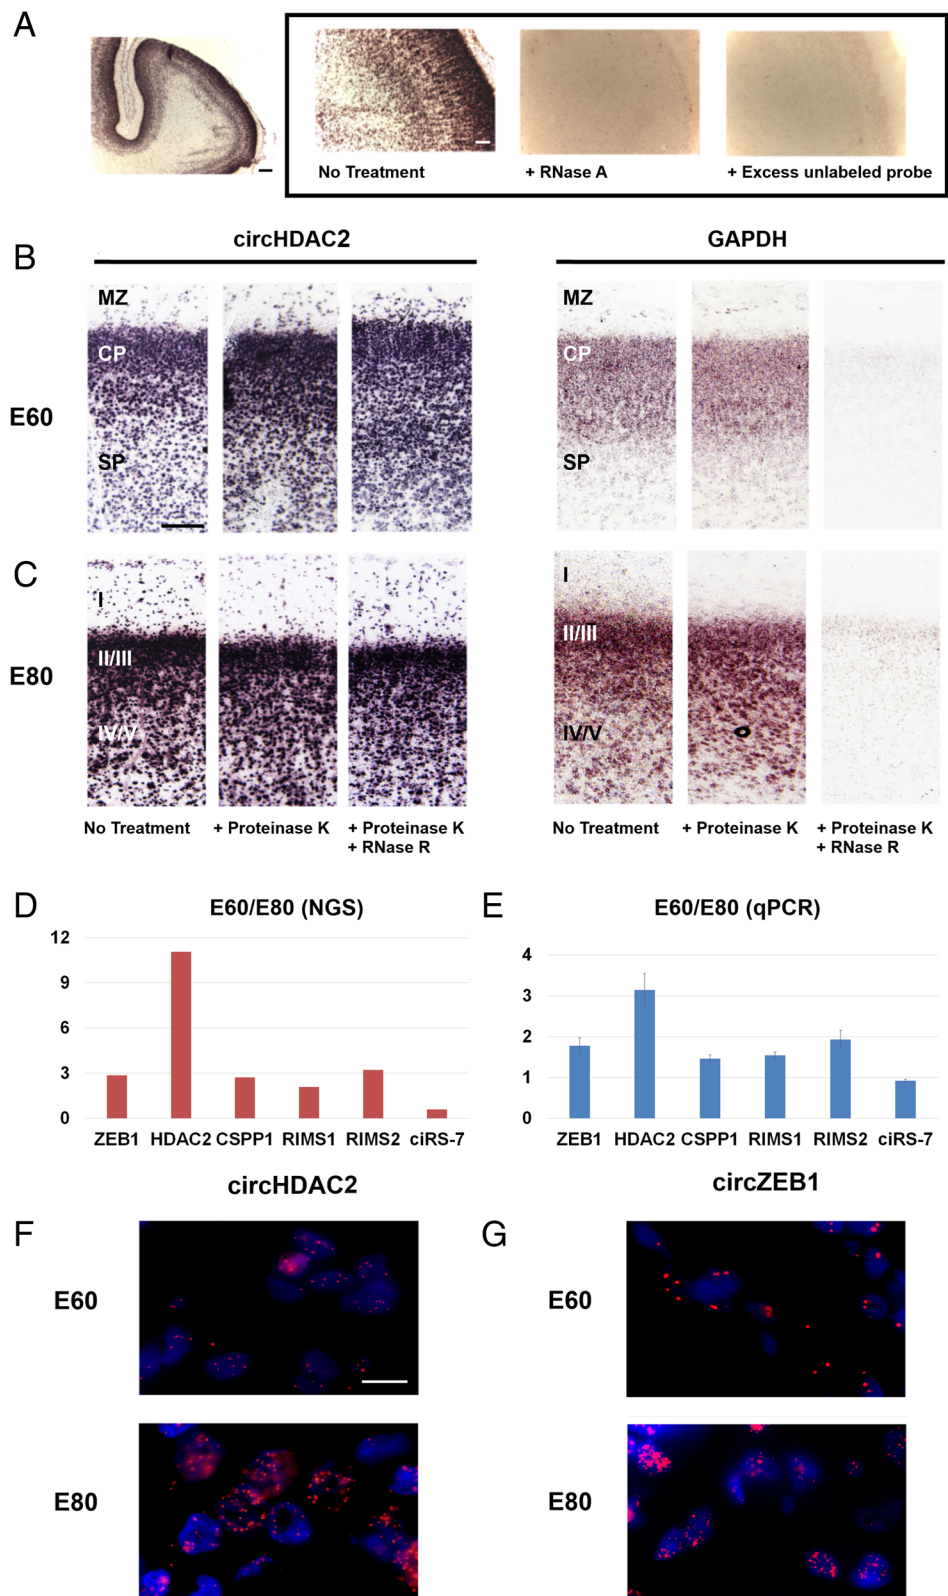 A
No Treatment
+ RNase A
+ Excess unlabeled probe
circHDAC2
GAPDH
B
MZ
CP
SP
MZ
CP
SP
E60
C
I
II/III
IV/V
I
II/III
IV/V
E80
No Treatment
+ Proteinase K
+ Proteinase K
+ RNase R
No Treatment
+ Proteinase K
+ Proteinase K
+ RNase R
D
E60/E80 (NGS)
12
9
6
3
0
ZEB1 HDAC2 CSPP1 RIMS1 RIMS2 ciRS-7
E
E60/E80 (qPCR)
4
3
2
1
0
ZEB1 HDAC2 CSPP1 RIMS1 RIMS2 ciRS-7
circHDAC2
F
E60
E80
circZEB1
G
E60
E80